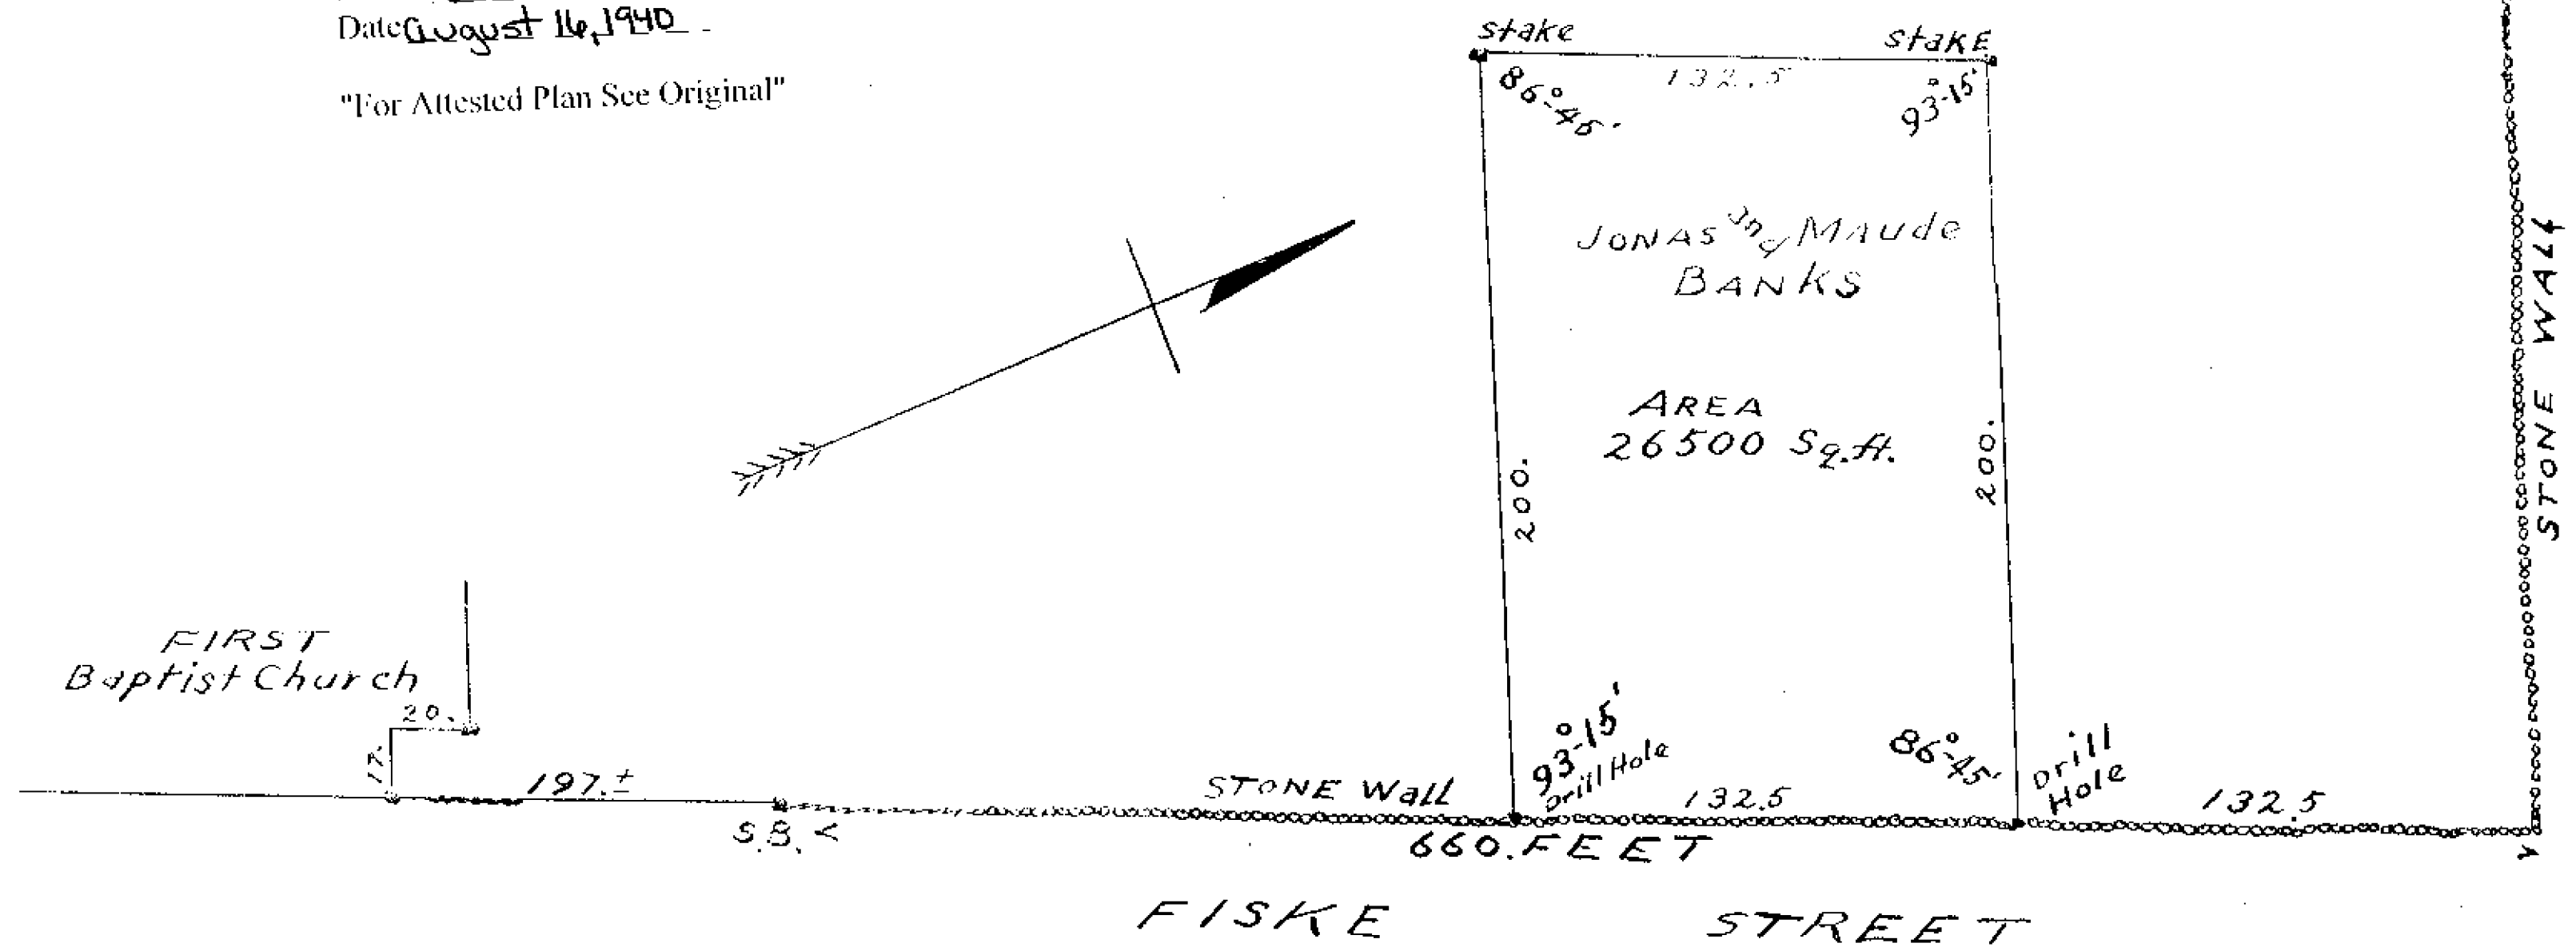 Date August 16, 1940
"For Attested Plan See Original"
stake
stake
132.5
86°-45'
93°-15'
JONAS and MAUDE
BANKS
AREA
26500 Sq.ft.
200.
200.
STONE WALL
FIRST
Baptist Church
20.
17.
197.±
S.B.
STONE Wall
93°-15'
Drill Hole
132.5
86°-45'
Drill
Hole
132.5
660. FEET
FISKE STREET